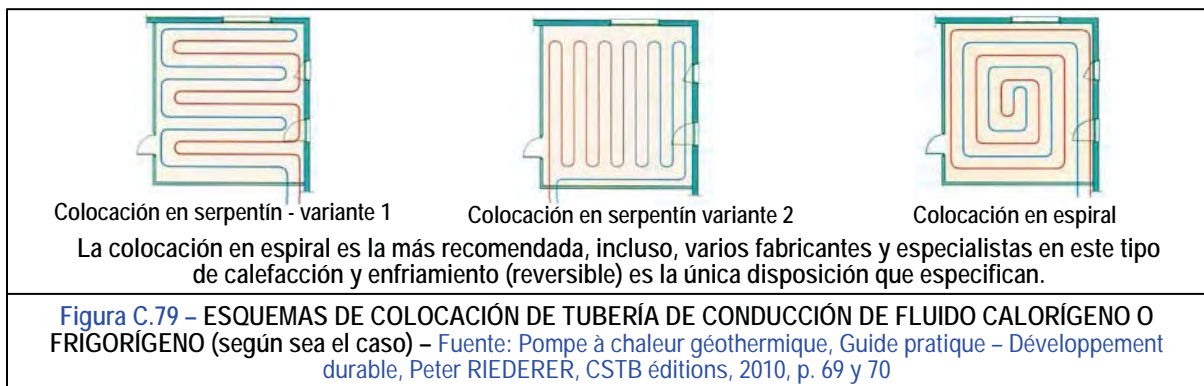 Colocación en serpentín - variante 1
Colocación en serpentín variante 2
Colocación en espiral
La colocación en espiral es la más recomendada, incluso, varios fabricantes y especialistas en este tipo
de calefacción y enfriamiento (reversible) es la única disposición que especifican.
Figura C.79 – ESQUEMAS DE COLOCACIÓN DE TUBERÍA DE CONDUCCIÓN DE FLUIDO CALORÍGENO O
FRIGORÍGENO (según sea el caso) – Fuente: Pompe à chaleur géothermique, Guide pratique – Développement
durable, Peter RIEDERER, CSTB éditions, 2010, p. 69 y 70